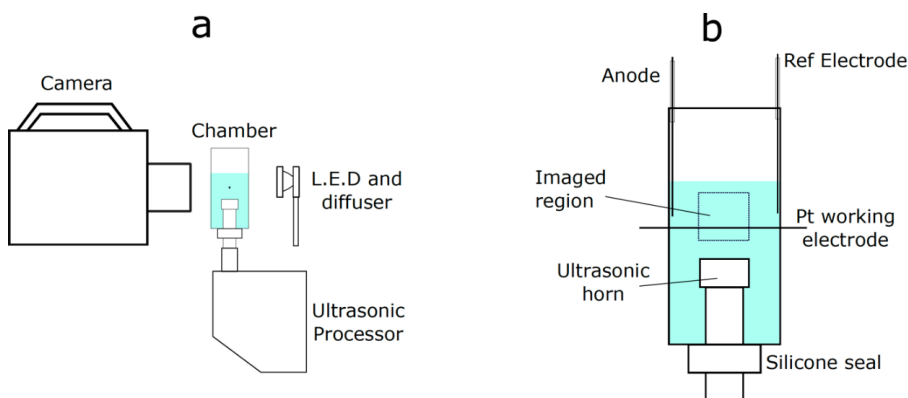 a
Camera
Chamber
L.E.D and
diffuser
Ultrasonic
Processor
b
Anode
Ref Electrode
Imaged
region
Pt working
electrode
Ultrasonic
horn
Silicone seal